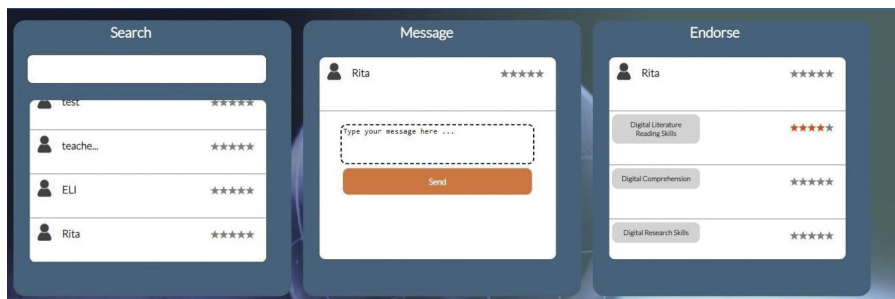 Search
test
teache...
ELI
Rita
Message
Rita
Type your message here ...
Send
Endorse
Rita
Digital Literature
Reading Skills
Digital Comprehension
Digital Research Skills